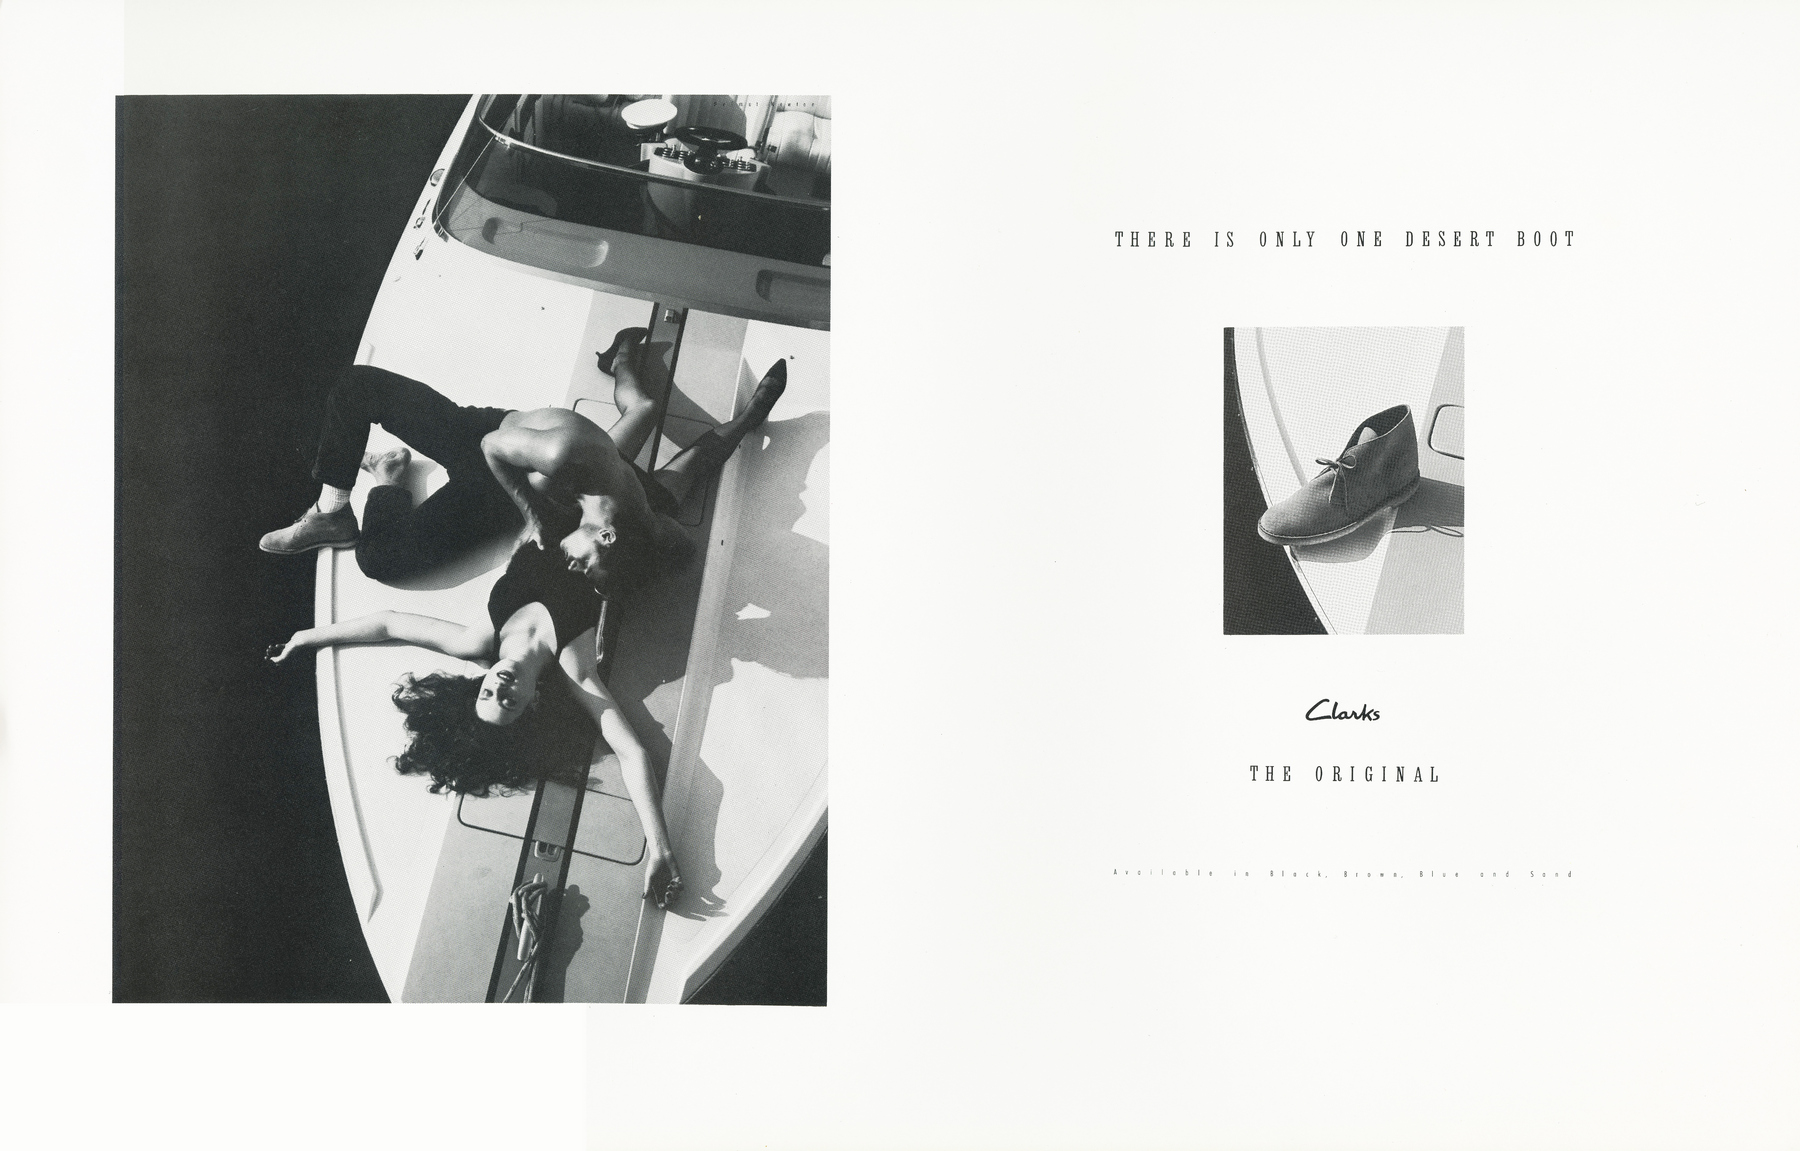 Helmut Newton
THERE IS ONLY ONE DESERT BOOT
Clarks
THE ORIGINAL
Available in Black, Brown, Blue and Sand